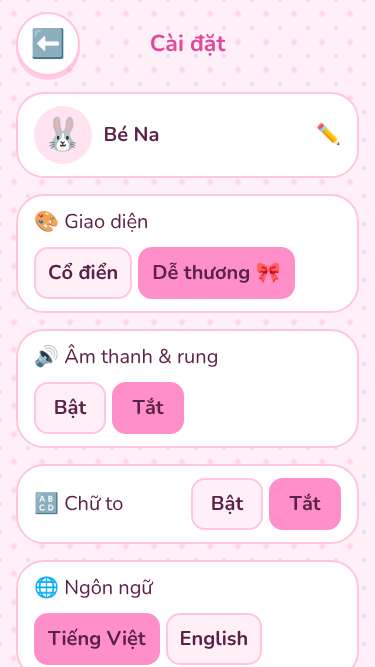 Cài đặt
Bé Na
Giao diện
Cổ điển Dễ thương
Âm thanh & rung
Bật Tắt
Chữ to Bật Tắt
Ngôn ngữ
Tiếng Việt English